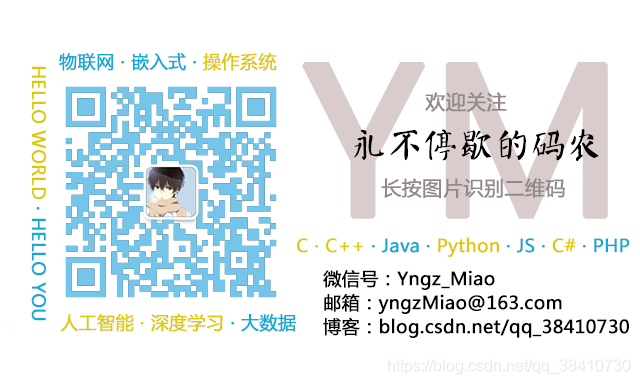 物联网 · 嵌入式 · 操作系统
HELLO WORLD · HELLO YOU
人工智能 · 深度学习 · 大数据
YM
欢迎关注
永不停歇的码农
长按图片识别二维码
C · C++ · Java · Python · JS · C# · PHP
微信号：Yngz_Miao
邮箱：yngzMiao@163.com
博客：blog.csdn.net/qq_38410730
https://blog.csdn.net/qq_38410730